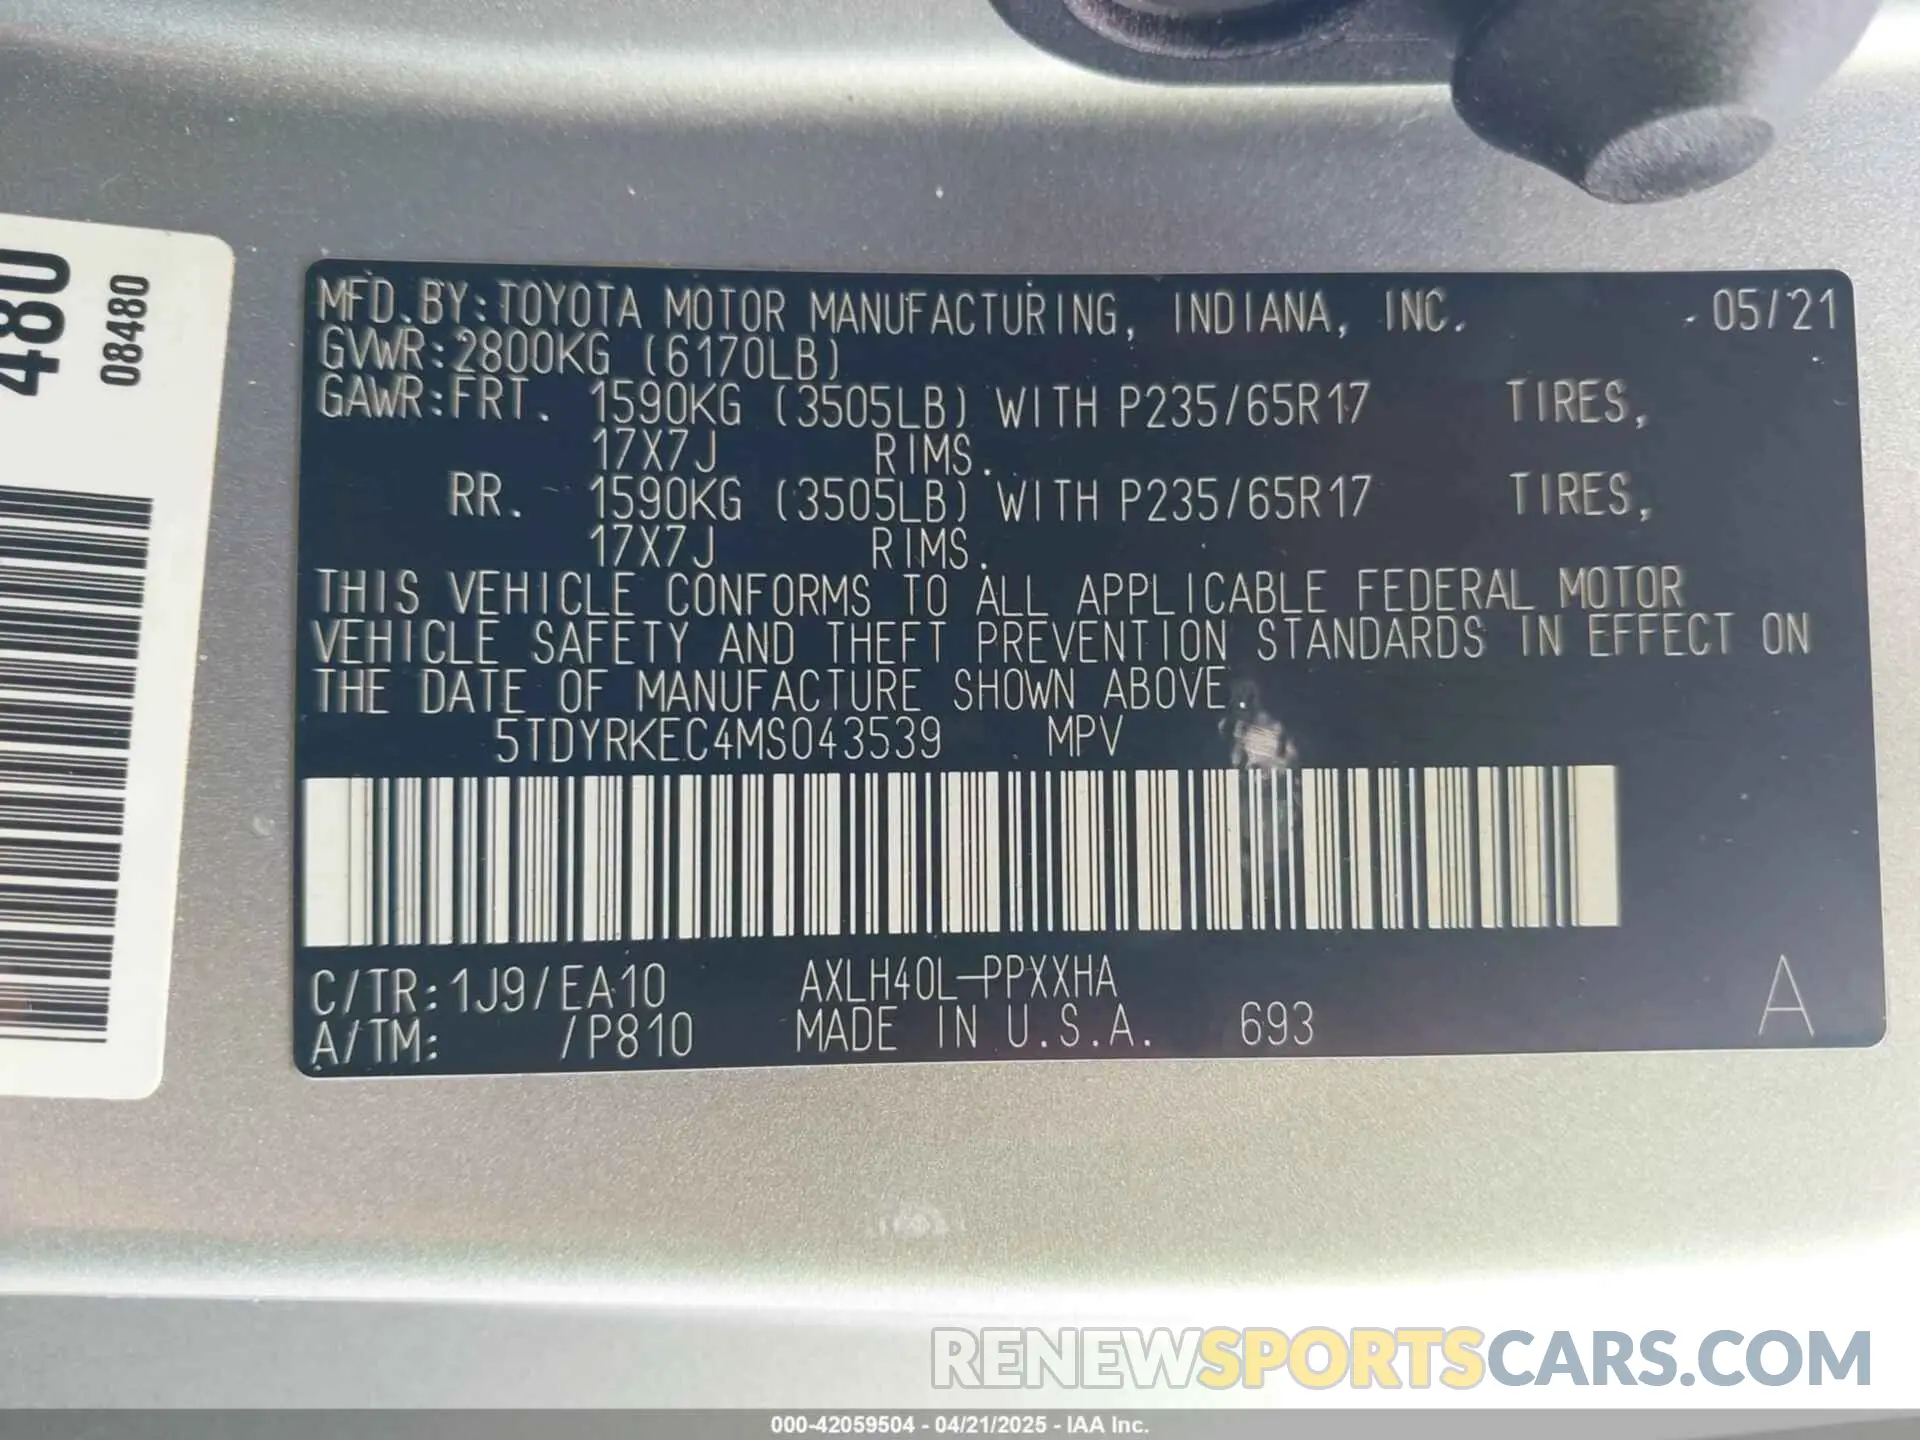 480
08480
MFD.BY:TOYOTA MOTOR MANUFACTURING, INDIANA, INC. 05/21
GVWR:2800KG (6170LB)
GAWR:FRT. 1590KG (3505LB) WITH P235/65R17 TIRES,
17X7J RIMS.
RR. 1590KG (3505LB) WITH P235/65R17 TIRES,
17X7J RIMS.
THIS VEHICLE CONFORMS TO ALL APPLICABLE FEDERAL MOTOR
VEHICLE SAFETY AND THEFT PREVENTION STANDARDS IN EFFECT ON
THE DATE OF MANUFACTURE SHOWN ABOVE.
5TDYRKEC4MS043539 MPV
C/TR:1J9/EA10 AXLH40L-PPXXHA
A/TM: /P810 MADE IN U.S.A. 693 A
RENEWSPORTSCARS.COM
000-42059504 - 04/21/2025 - IAA Inc.